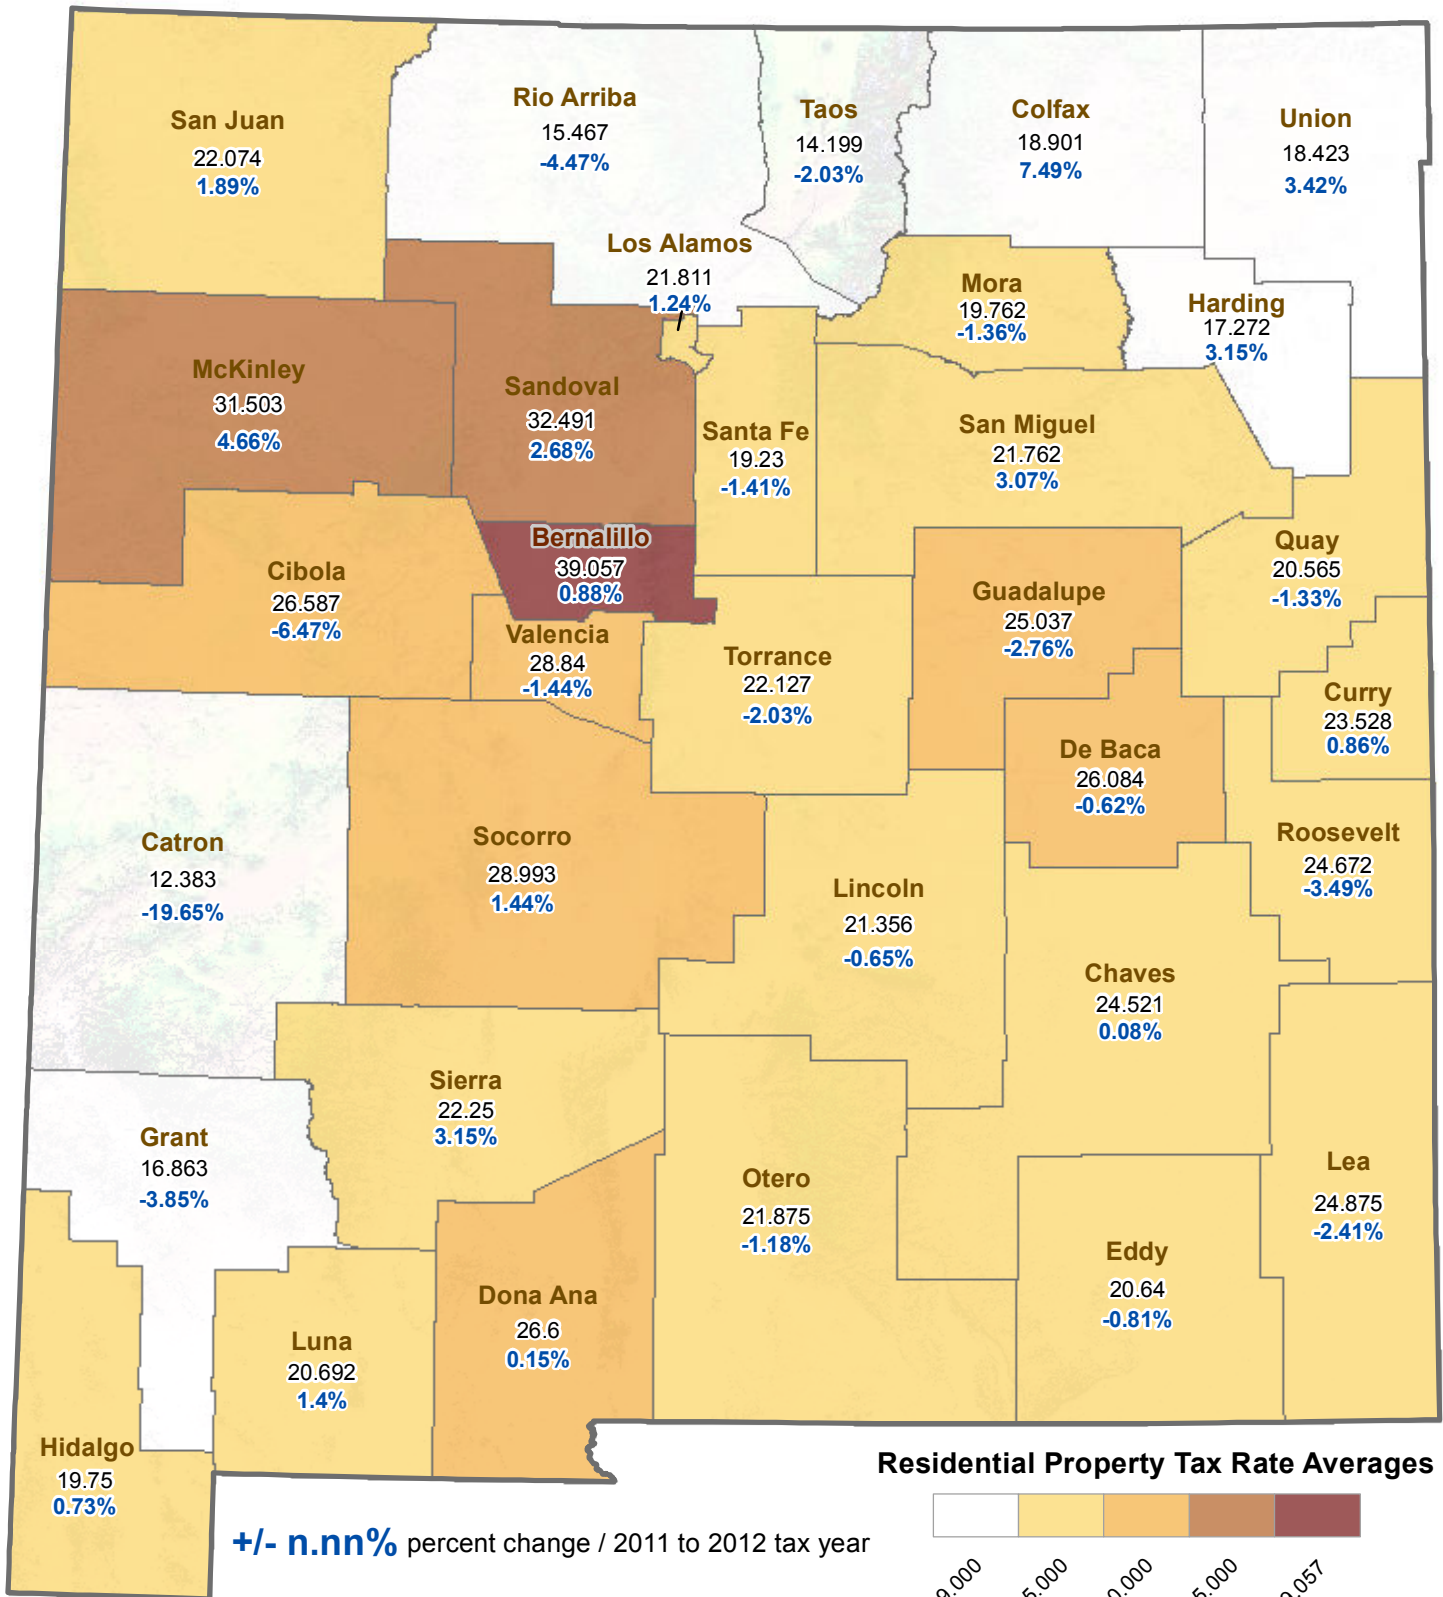 San Juan
22.074
1.89%
Rio Arriba
15.467
-4.47%
Taos
14.199
-2.03%
Colfax
18.901
7.49%
Union
18.423
3.42%
Los Alamos
21.811
1.24%
Mora
19.762
-1.36%
Harding
17.272
3.15%
McKinley
31.503
4.66%
Sandoval
32.491
2.68%
Santa Fe
19.23
-1.41%
San Miguel
21.762
3.07%
Bernalillo
39.057
0.88%
Cibola
26.587
-6.47%
Valencia
28.84
-1.44%
Torrance
22.127
-2.03%
Guadalupe
25.037
-2.76%
Quay
20.565
-1.33%
Curry
23.528
0.86%
De Baca
26.084
-0.62%
Roosevelt
24.672
-3.49%
Catron
12.383
-19.65%
Socorro
28.993
1.44%
Lincoln
21.356
-0.65%
Chaves
24.521
0.08%
Sierra
22.25
3.15%
Grant
16.863
-3.85%
Otero
21.875
-1.18%
Lea
24.875
-2.41%
Eddy
20.64
-0.81%
Dona Ana
26.6
0.15%
Luna
20.692
1.4%
Hidalgo
19.75
0.73%
Residential Property Tax Rate Averages
+/- n.nn% percent change / 2011 to 2012 tax year